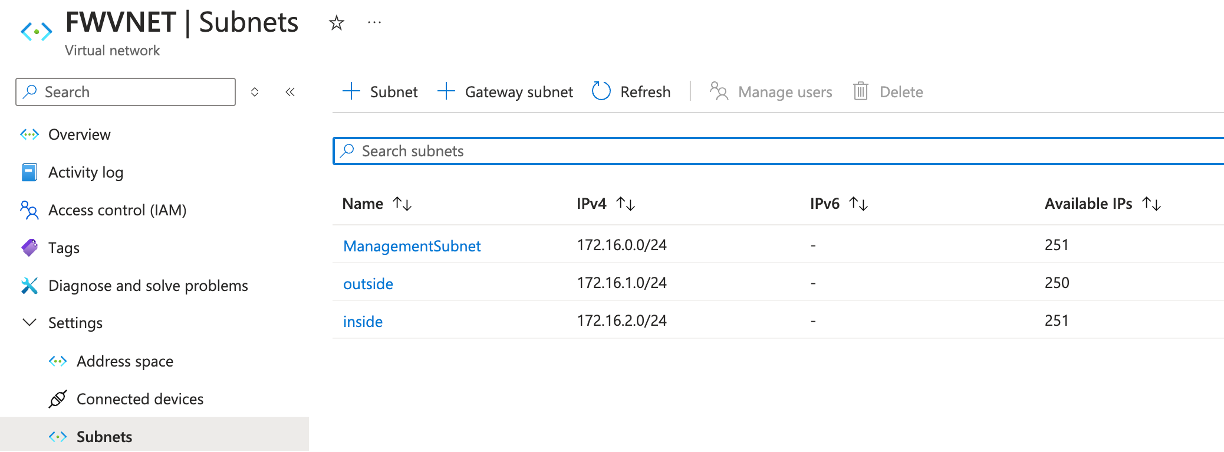 FWVNET | Subnets ☆ ...
Virtual network
Search
+ Subnet + Gateway subnet Refresh Manage users Delete
Overview
Search subnets
Activity log
Name ↑↓ IPv4 ↑↓ IPv6 ↑↓ Available IPs ↑↓
Access control (IAM)
ManagementSubnet 172.16.0.0/24 - 251
Tags
outside 172.16.1.0/24 - 250
Diagnose and solve problems
inside 172.16.2.0/24 - 251
Settings
Address space
Connected devices
Subnets